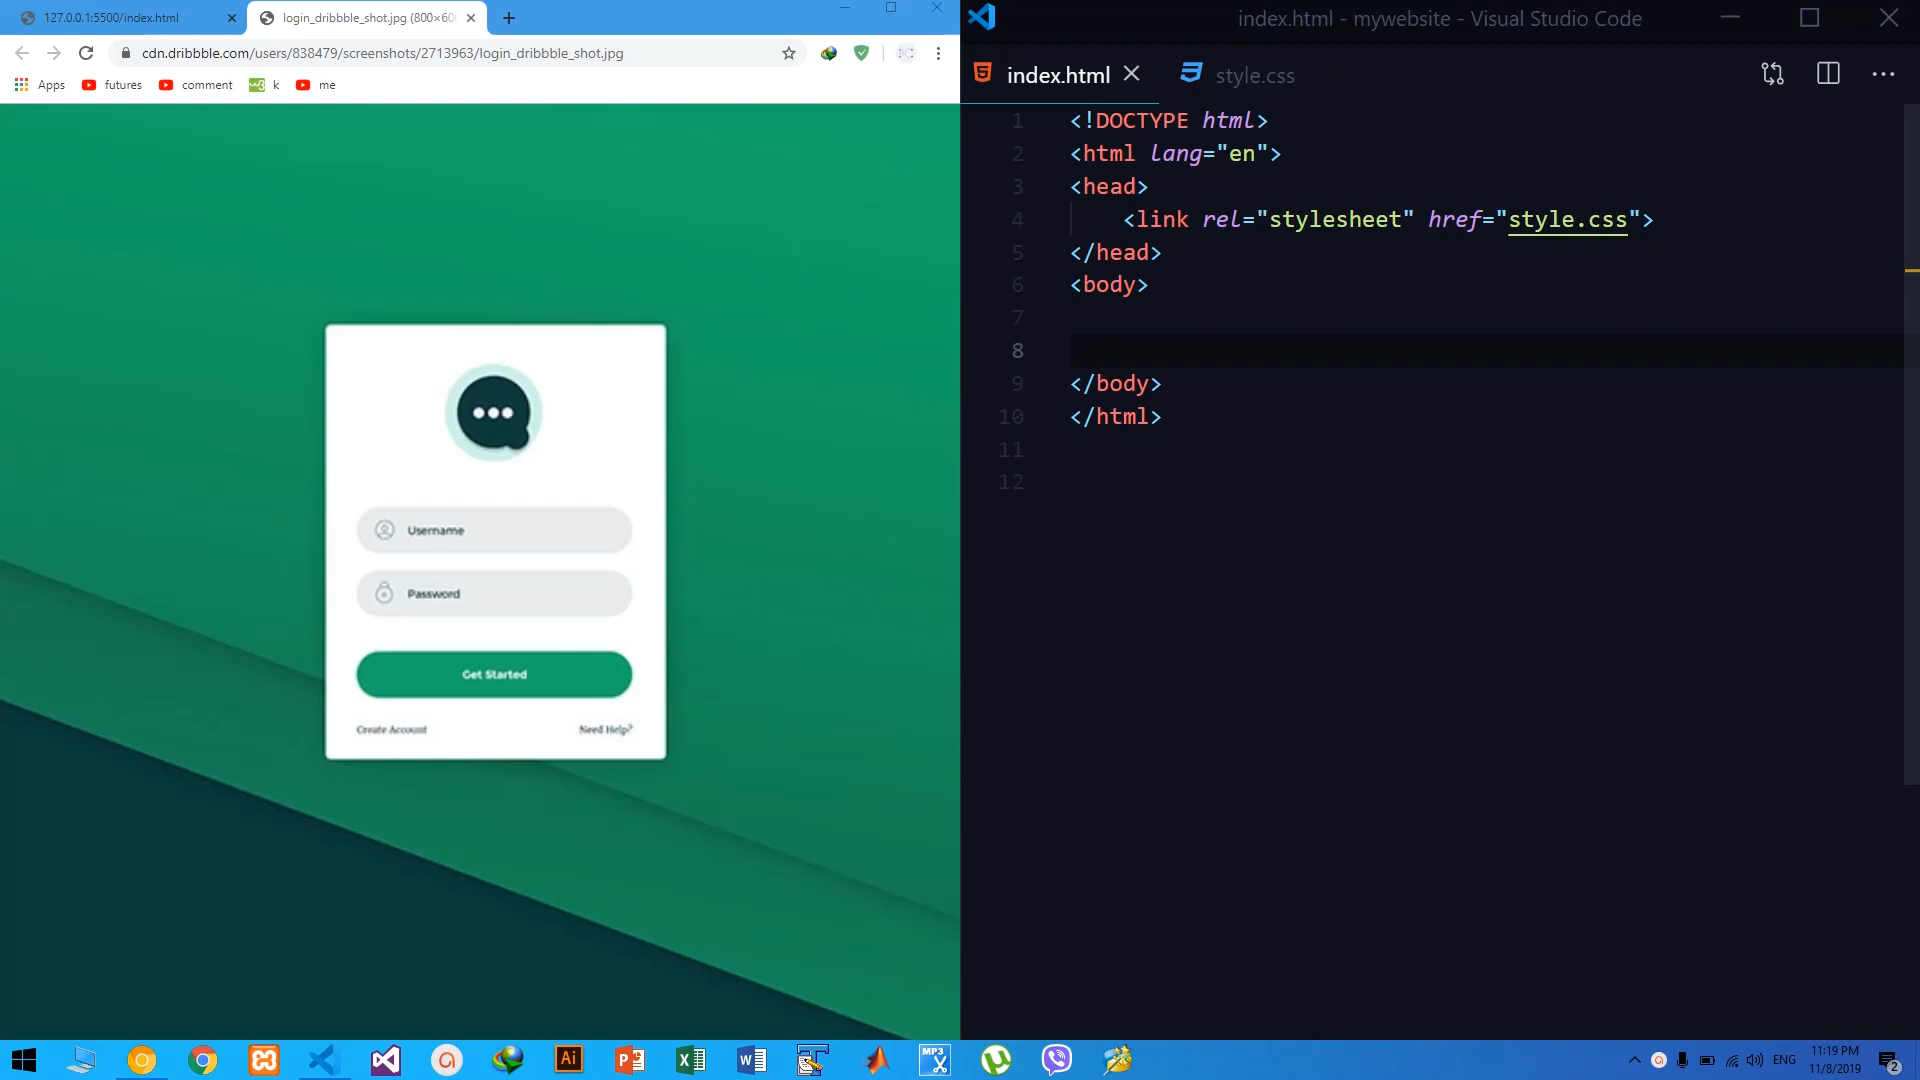 127.0.0.1:5500/index.html
login_dribbble_shot.jpg (800×60
cdn.dribbble.com/users/838479/screenshots/2713963/login_dribbble_shot.jpg
Apps
futures
comment
w3
k
me
Username
Password
Get Started
Create Account
Need Help?
index.html - mywebsite - Visual Studio Code
index.html
style.css
1 <!DOCTYPE html>
2 <html lang="en">
3 <head>
4 <link rel="stylesheet" href="style.css">
5 </head>
6 <body>
7
8
9 </body>
10 </html>
11
12
Ai
MP3
ENG
11:19 PM
11/8/2019
2